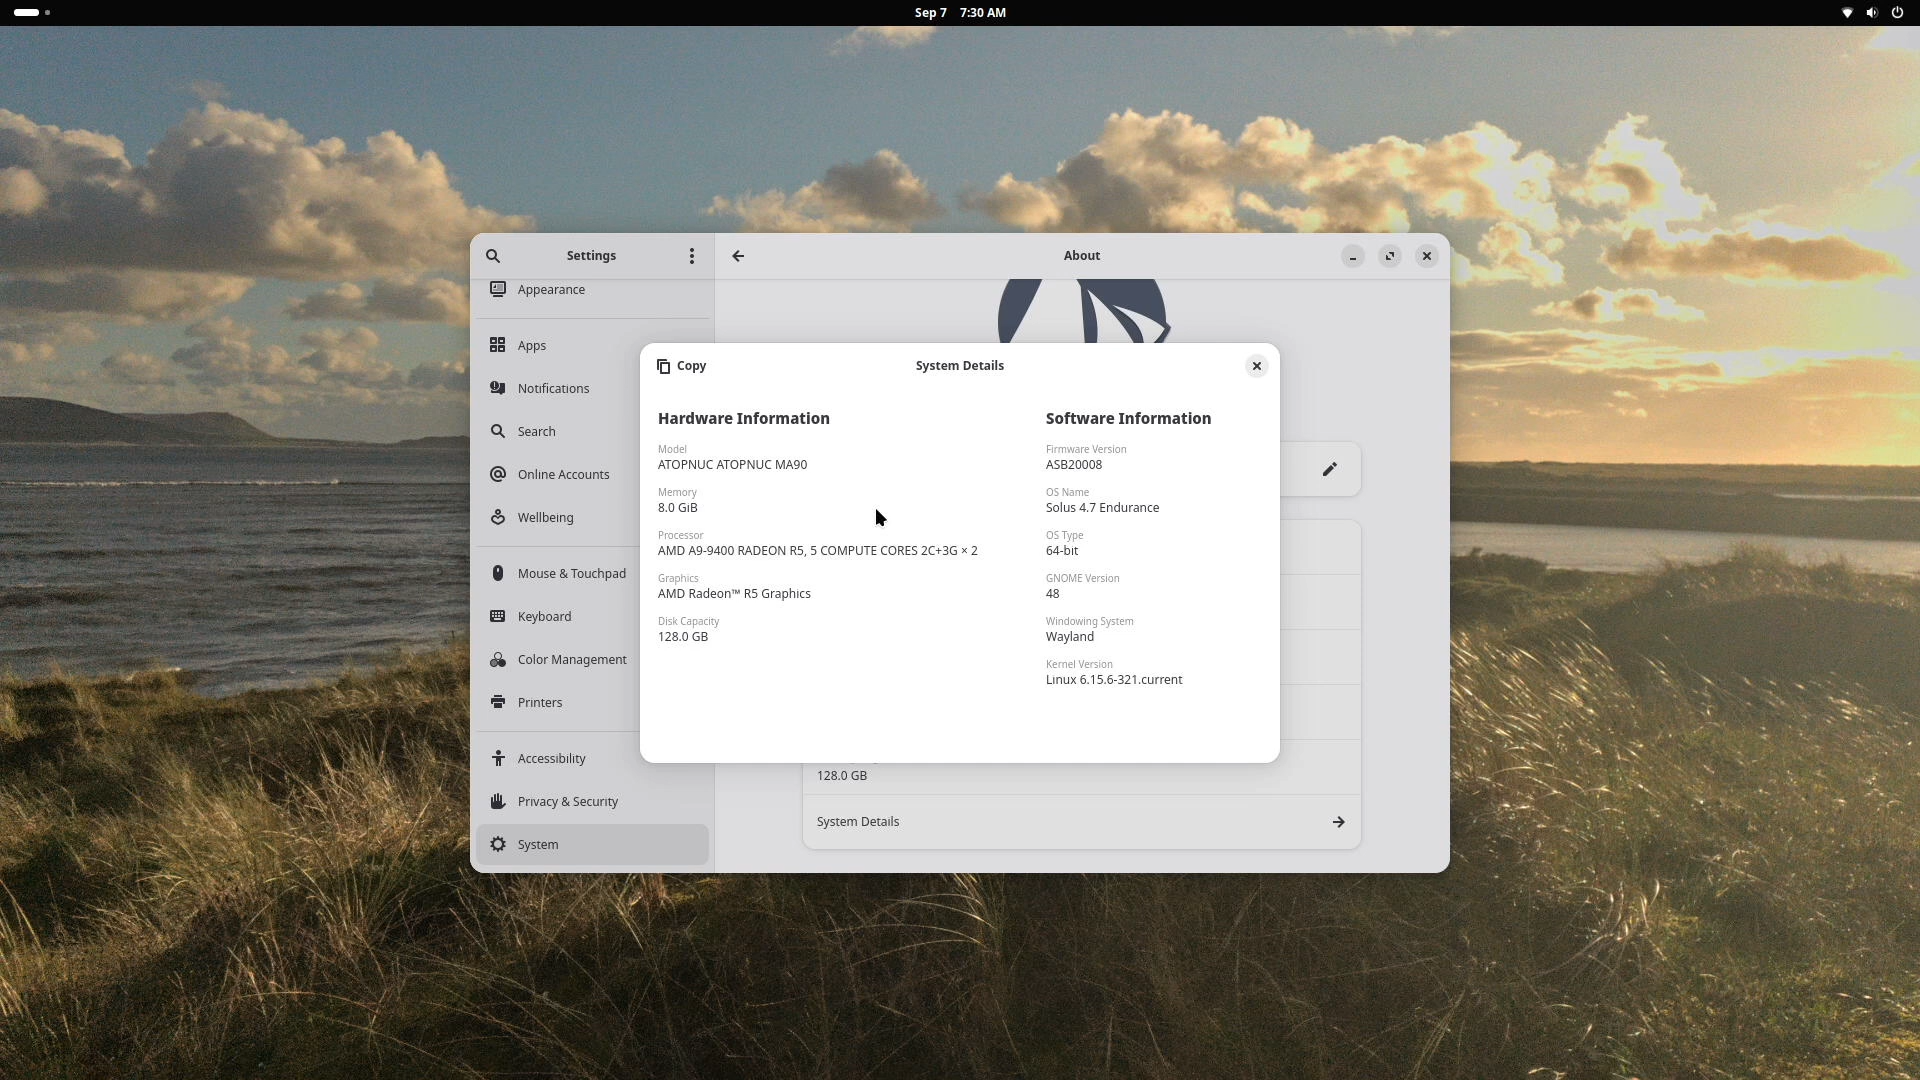 Sep 7 7:30 AM
Settings
About
Appearance
Apps
Notifications
Search
Online Accounts
Wellbeing
Mouse & Touchpad
Keyboard
Color Management
Printers
Accessibility
Privacy & Security
System
Copy
System Details
Hardware Information
Model
ATOPNUC ATOPNUC MA90
Memory
8.0 GiB
Processor
AMD A9-9400 RADEON R5, 5 COMPUTE CORES 2C+3G × 2
Graphics
AMD Radeon™ R5 Graphics
Disk Capacity
128.0 GB
Software Information
Firmware Version
ASB20008
OS Name
Solus 4.7 Endurance
OS Type
64-bit
GNOME Version
48
Windowing System
Wayland
Kernel Version
Linux 6.15.6-321.current
128.0 GB
System Details